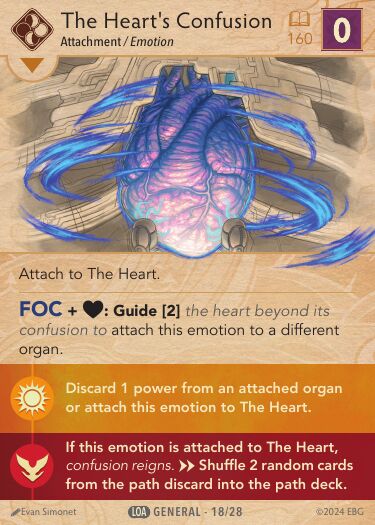 The Heart's Confusion
Attachment / Emotion
160
0
Attach to The Heart.
FOC + ♥: Guide [2] the heart beyond its
confusion to attach this emotion to a different
organ.
Discard 1 power from an attached organ
or attach this emotion to The Heart.
If this emotion is attached to The Heart,
confusion reigns. ⏩ Shuffle 2 random cards
from the path discard into the path deck.
Evan Simonet
LOA GENERAL · 18/28
©2024 EBG